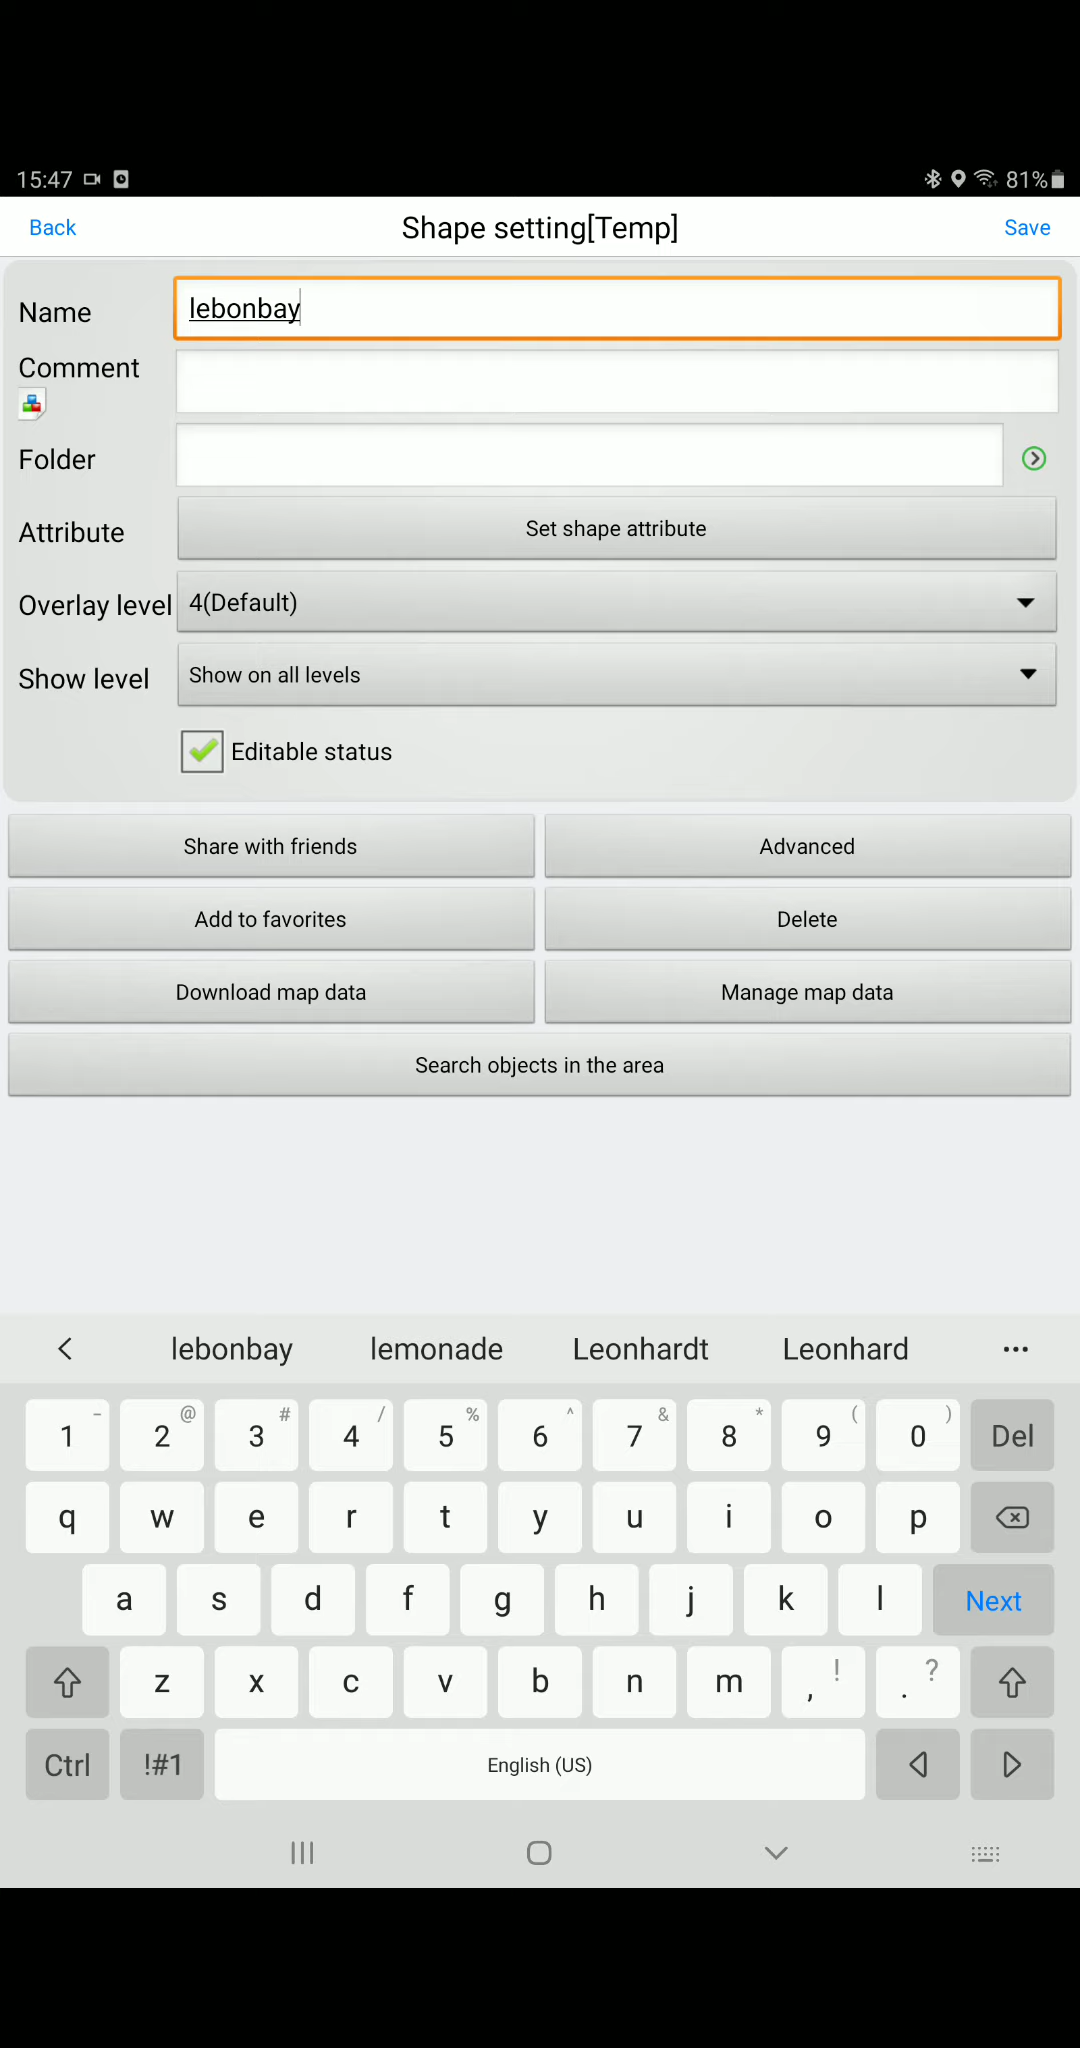 15:47 81%
Back Shape setting[Temp] Save
Name lebonbay
Comment
Folder
Attribute Set shape attribute
Overlay level 4(Default)
Show level Show on all levels
Editable status
Share with friends Advanced
Add to favorites Delete
Download map data Manage map data
Search objects in the area
lebonbay lemonade Leonhardt Leonhard ...
1 - 2 @ 3 # 4 / 5 % 6 ^ 7 & 8 * 9 ( 0 ) Del
q w e r t y u i o p
a s d f g h j k l Next
z x c v b n m , ! . ?
Ctrl !#1 English (US)